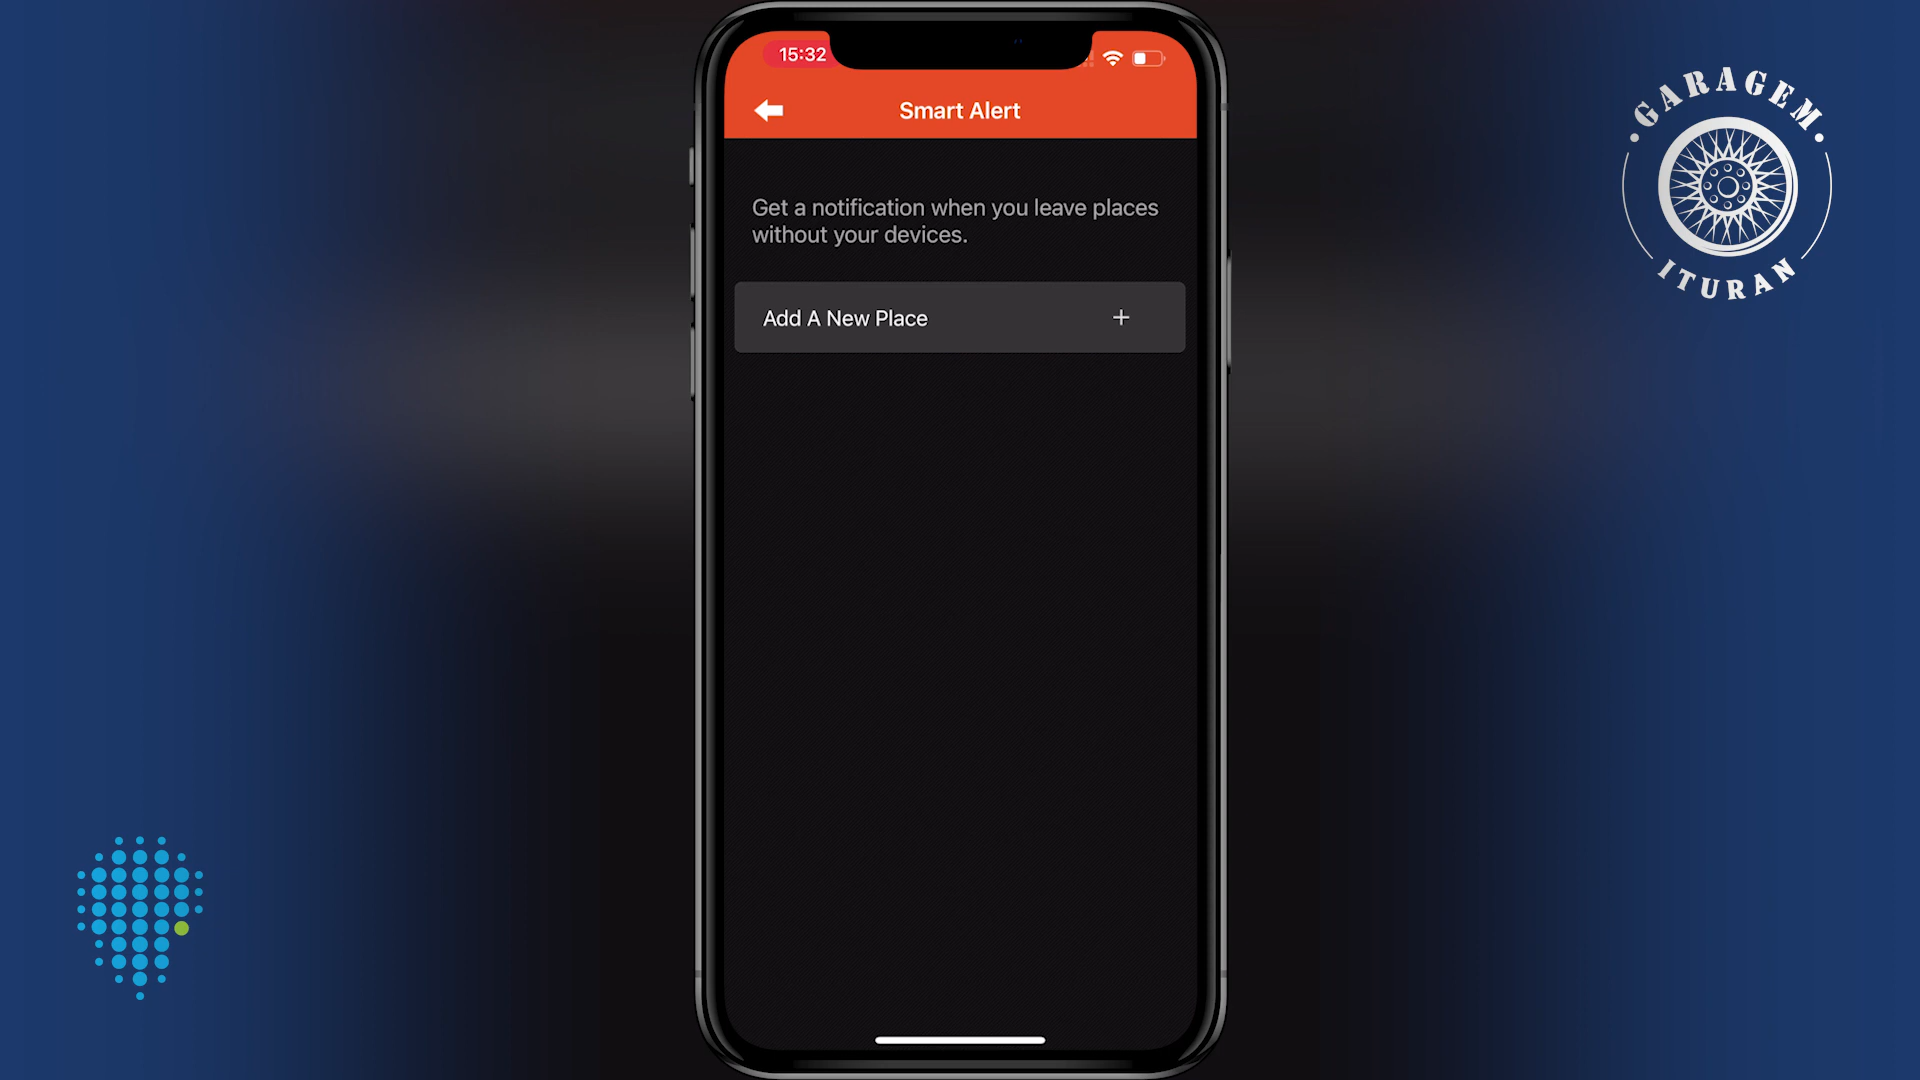 15:32
Smart Alert
Get a notification when you leave places
without your devices.
Add A New Place
GARAGEM
ITURAN